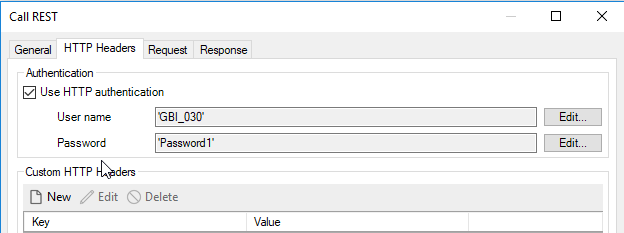 Call REST
General HTTP Headers Request Response
Authentication
Use HTTP authentication
User name 'GBI_030' Edit...
Password 'Password1' Edit...
Custom HTTP Headers
New Edit Delete
Key Value